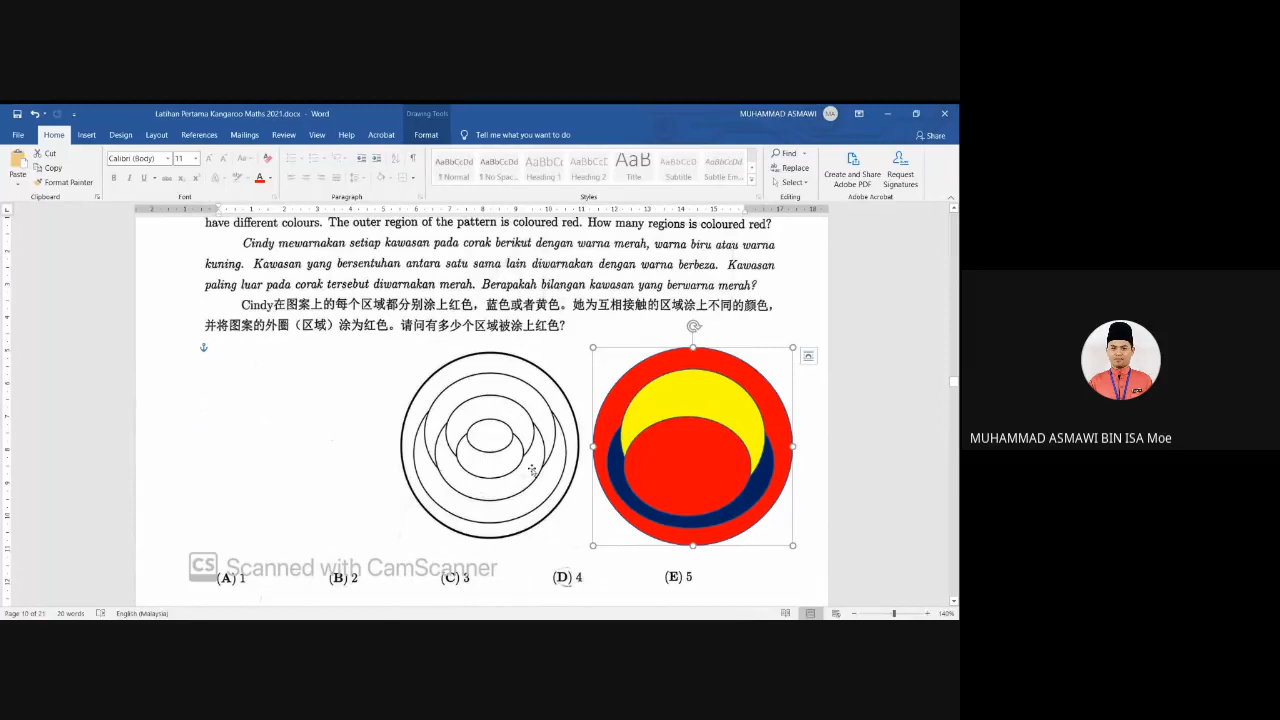 Latihan Pertama Kangaroo Maths 2021.docx - Word
Drawing Tools
MUHAMMAD ASMAWI
MA
File
Home
Insert
Design
Layout
References
Mailings
Review
View
Help
Acrobat
Format
Tell me what you want to do
Share
Paste
Cut
Copy
Format Painter
Clipboard
Calibri (Body)
11
Font
Paragraph
AaBbCcDd
¶ Normal
AaBbCcDd
¶ No Spac...
AaBbCc
Heading 1
AaBbCcE
Heading 2
AaB
Title
AaBbCcD
Subtitle
AaBbCcDd
Subtle Em...
Styles
Find
Replace
Select
Editing
Create and Share
Adobe PDF
Request
Signatures
Adobe Acrobat
have different colours. The outer region of the pattern is coloured red. How many regions is coloured red?
Cindy mewarnakan setiap kawasan pada corak berikut dengan warna merah, warna biru atau warna
kuning. Kawasan yang bersentuhan antara satu sama lain diwarnakan dengan warna berbeza. Kawasan
paling luar pada corak tersebut diwarnakan merah. Berapakah bilangan kawasan yang berwarna merah?
Cindy在图案上的每个区域都分别涂上红色，蓝色或者黄色。她为互相接触的区域涂上不同的颜色，
并将图案的外圈（区域）涂为红色。请问有多少个区域被涂上红色?
CS Scanned with CamScanner
(A) 1
(B) 2
(C) 3
(D) 4
(E) 5
Page 10 of 21
20 words
English (Malaysia)
140%
MUHAMMAD ASMAWI BIN ISA Moe